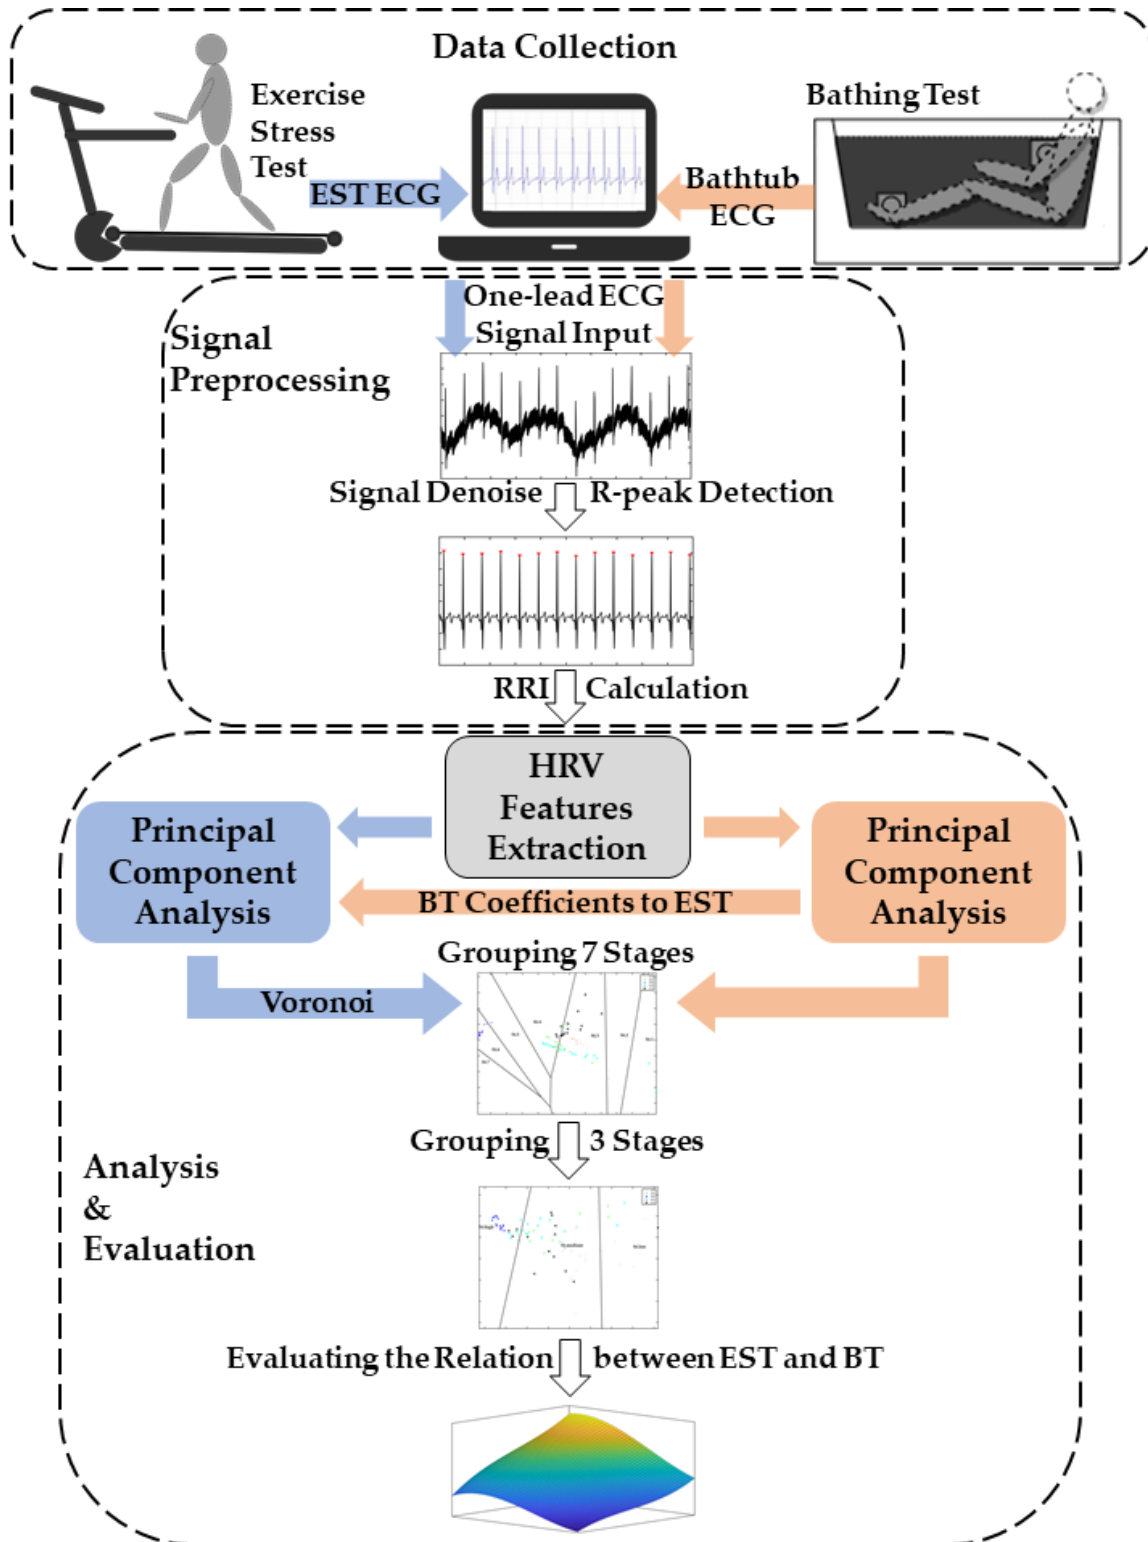 Data Collection
Exercise
Stress
Test
EST ECG
Bathing Test
Bathtub
ECG
One-lead ECG
Signal Input
Signal
Preprocessing
Signal Denoise R-peak Detection
RRI Calculation
HRV
Features
Extraction
Principal
Component
Analysis
Principal
Component
Analysis
BT Coefficients to EST
Grouping 7 Stages
Voronoi
Grouping 3 Stages
Analysis
&
Evaluation
Evaluating the Relation between EST and BT